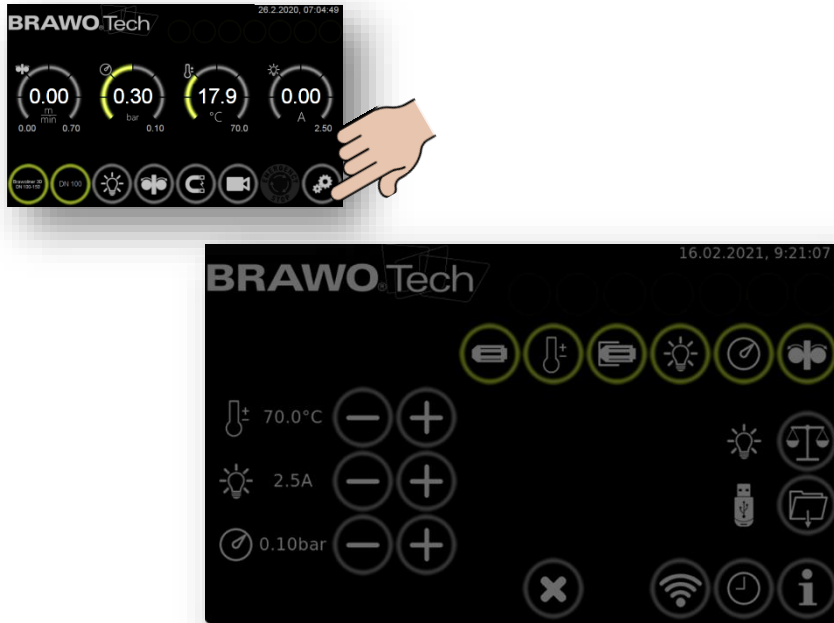 26.2.2020, 07:04:49
BRAWO Tech
0.00 0.30 17.9 0.00
m/min bar °C A
0.00 0.70 0.10 70.0 2.50
DN 100
EMERGENCY STOP
16.02.2021, 9:21:07
BRAWO® Tech
70.0°C
2.5A
0.10bar